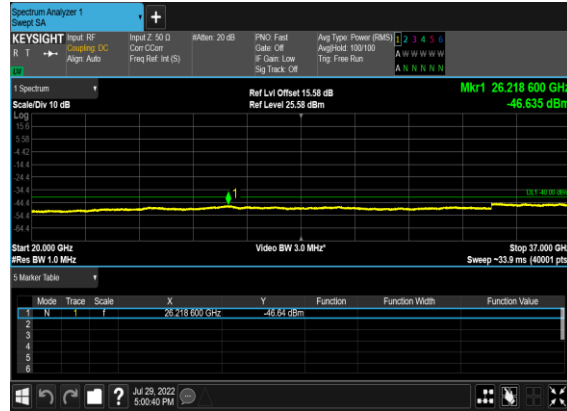 Spectrum Analyzer 1
Swept SA
+
KEYSIGHT Input: RF Input Z: 50 Ω #Atten: 20 dB PNO: Fast Avg Type: Power (RMS) 1 2 3 4 5 6
R T Coupling: DC Corr CCorr Gate: Off Avg|Hold: 100/100 A W W W W W
Align: Auto Freq Ref: Int (S) IF Gain: Low Trig: Free Run
Sig Track: Off A N N N N N
1 Spectrum Ref Lvl Offset 15.58 dB Mkr1 26.218 600 GHz
Scale/Div 10 dB Ref Level 25.58 dBm -46.635 dBm
Log
15.6
5.58
-4.42
-14.4
-24.4
-34.4 1
DL1 -40.00 dBm
-44.4
-54.4
-64.4
Start 20.000 GHz Video BW 3.0 MHz* Stop 37.000 GHz
#Res BW 1.0 MHz Sweep ~33.9 ms (40001 pts)
5 Marker Table
Mode Trace Scale X Y Function Function Width Function Value
1 N 1 f 26.218 600 GHz -46.64 dBm
2
3
4
5
6
? Jul 29, 2022
5:00:40 PM